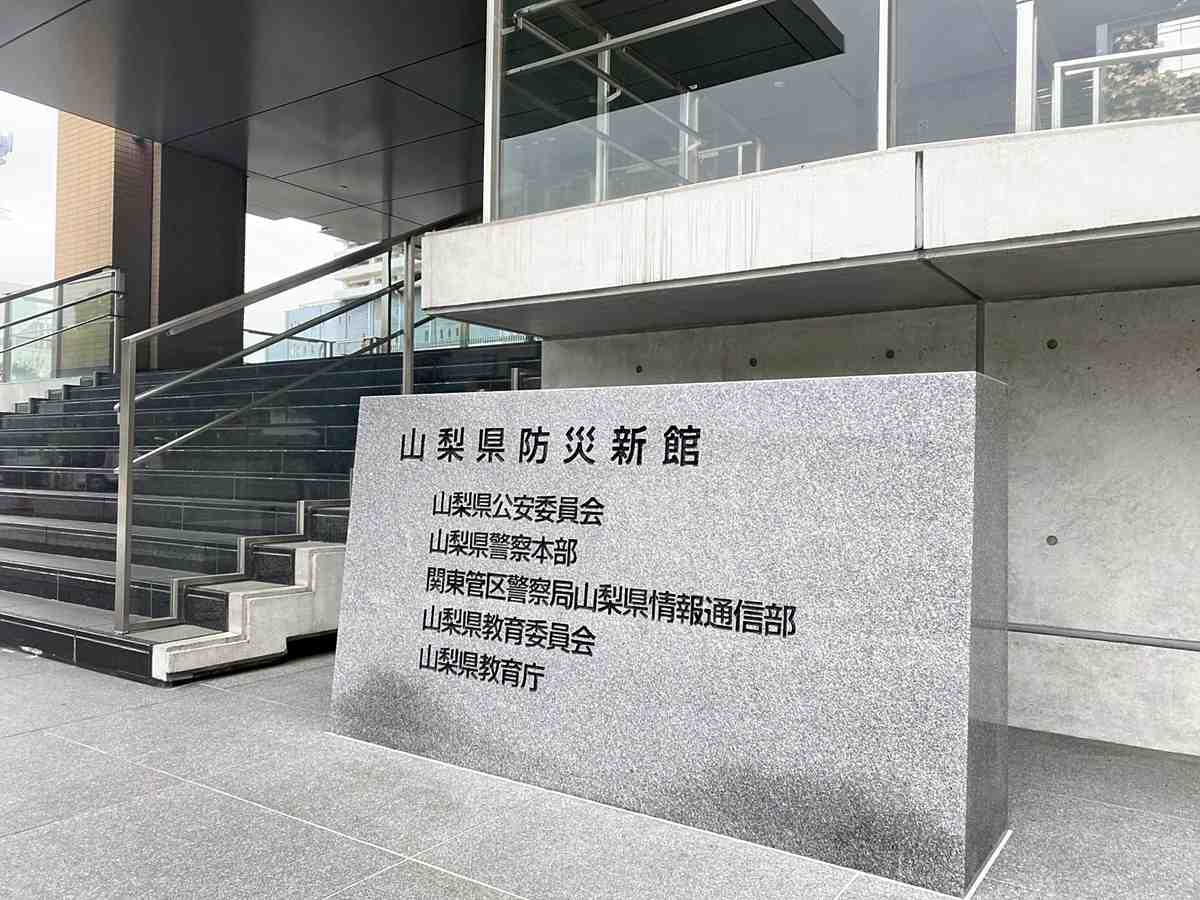 山梨県防災新館
山梨県公安委員会
山梨県警察本部
関東管区警察局山梨県情報通信部
山梨県教育委員会
山梨県教育庁